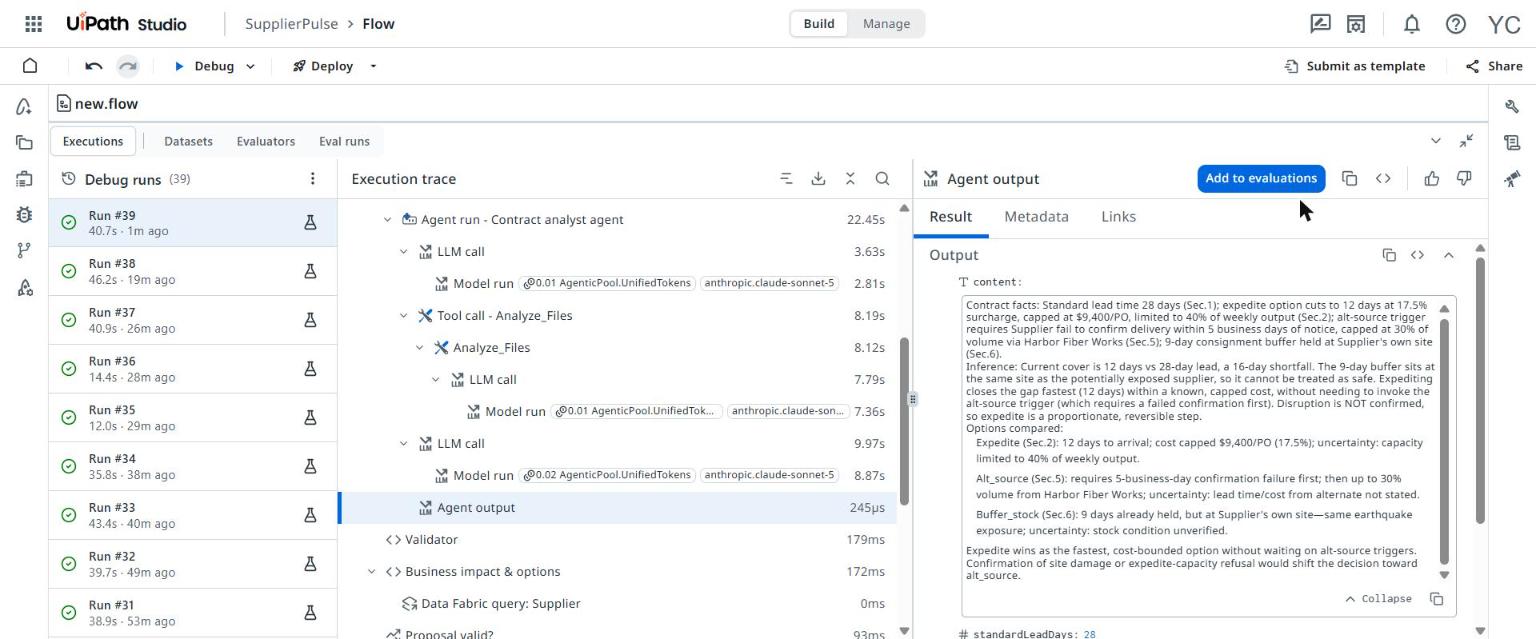 UiPath Studio
SupplierPulse > Flow
Build
Manage
YC
Debug
Deploy
Submit as template
Share
new.flow
Executions
Datasets
Evaluators
Eval runs
Debug runs (39)
Run #39
40.7s · 1m ago
Run #38
46.2s · 19m ago
Run #37
40.9s · 26m ago
Run #36
14.4s · 28m ago
Run #35
12.0s · 29m ago
Run #34
35.8s · 38m ago
Run #33
43.4s · 40m ago
Run #32
39.7s · 49m ago
Run #31
38.9s · 53m ago
Execution trace
Agent run - Contract analyst agent 22.45s
LLM call 3.63s
Model run 0.01 AgenticPool.UnifiedTokens anthropic.claude-sonnet-5 2.81s
Tool call - Analyze_Files 8.19s
Analyze_Files 8.12s
LLM call 7.79s
Model run 0.01 AgenticPool.UnifiedTok... anthropic.claude-son... 7.36s
LLM call 9.97s
Model run 0.02 AgenticPool.UnifiedTokens anthropic.claude-sonnet-5 8.87s
Agent output 245µs
Validator 179ms
Business impact & options 172ms
Data Fabric query: Supplier 0ms
Proposal valid? 93ms
Agent output
Add to evaluations
Result
Metadata
Links
Output
content:
Contract facts: Standard lead time 28 days (Sec.1); expedite option cuts to 12 days at 17.5%
surcharge, capped at $9,400/PO, limited to 40% of weekly output (Sec.2); alt-source trigger
requires Supplier fail to confirm delivery within 5 business days of notice, capped at 30% of
volume via Harbor Fiber Works (Sec.5); 9-day consignment buffer held at Supplier's own site
(Sec.6).
Inference: Current cover is 12 days vs 28-day lead, a 16-day shortfall. The 9-day buffer sits at
the same site as the potentially exposed supplier, so it cannot be treated as safe. Expediting
closes the gap fastest (12 days) within a known, capped cost, without needing to invoke the
alt-source trigger (which requires a failed confirmation first). Disruption is NOT confirmed,
so expedite is a proportionate, reversible step.
Options compared:
Expedite (Sec.2): 12 days to arrival; cost capped $9,400/PO (17.5%); uncertainty: capacity
limited to 40% of weekly output.
Alt_source (Sec.5): requires 5-business-day confirmation failure first; then up to 30%
volume from Harbor Fiber Works; uncertainty: lead time/cost from alternate not stated.
Buffer_stock (Sec.6): 9 days already held, but at Supplier's own site—same earthquake
exposure; uncertainty: stock condition unverified.
Expedite wins as the fastest, cost-bounded option without waiting on alt-source triggers.
Confirmation of site damage or expedite-capacity refusal would shift the decision toward
alt_source.
Collapse
# standardLeadDays: 28